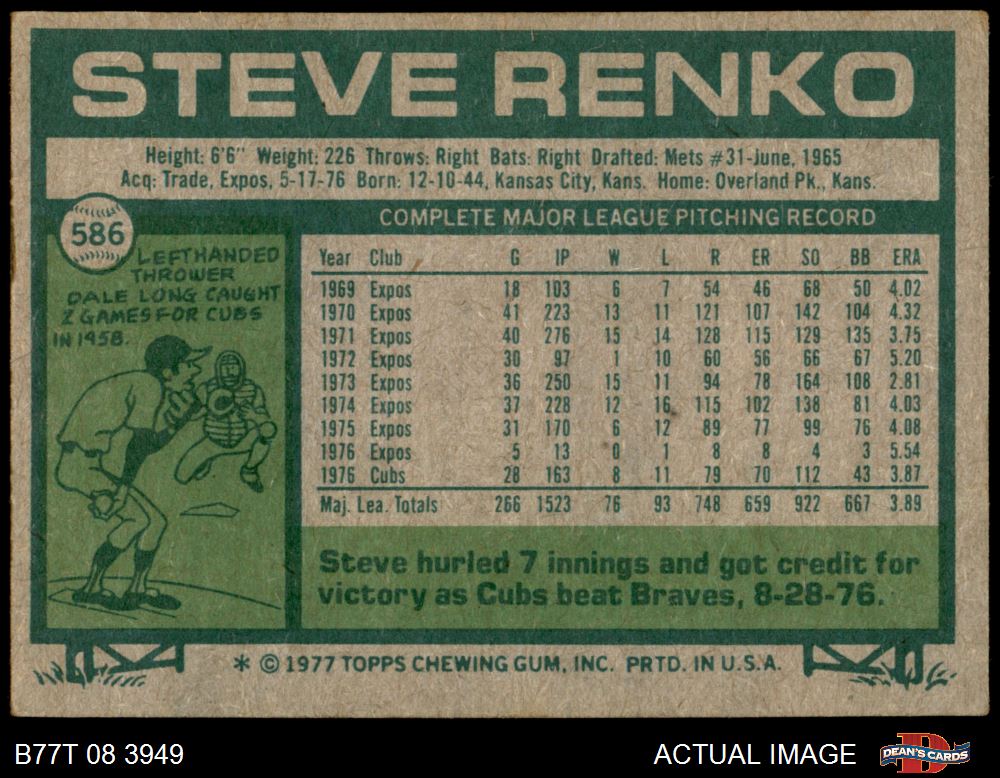 STEVE RENKO
Height: 6'6" Weight: 226 Throws: Right Bats: Right Drafted: Mets #31-June, 1965
Acq: Trade, Expos, 5-17-76 Born: 12-10-44, Kansas City, Kans. Home: Overland Pk., Kans.
586
LEFTHANDED
THROWER
DALE LONG CAUGHT
2 GAMES FOR CUBS
IN 1958.
COMPLETE MAJOR LEAGUE PITCHING RECORD
Year Club G IP W L R ER SO BB ERA
1969 Expos 18 103 6 7 54 46 68 50 4.02
1970 Expos 41 223 13 11 121 107 142 104 4.32
1971 Expos 40 276 15 14 128 115 129 135 3.75
1972 Expos 30 97 1 10 60 56 66 67 5.20
1973 Expos 36 250 15 11 94 78 164 108 2.81
1974 Expos 37 228 12 16 115 102 138 81 4.03
1975 Expos 31 170 6 12 89 77 99 76 4.08
1976 Expos 5 13 0 1 8 8 4 3 5.54
1976 Cubs 28 163 8 11 79 70 112 43 3.87
Maj. Lea. Totals 266 1523 76 93 748 659 922 667 3.89
Steve hurled 7 innings and got credit for
victory as Cubs beat Braves, 8-28-76.
* © 1977 TOPPS CHEWING GUM, INC. PRTD. IN U.S.A.
B77T 08 3949
ACTUAL IMAGE
DEAN'S CARDS